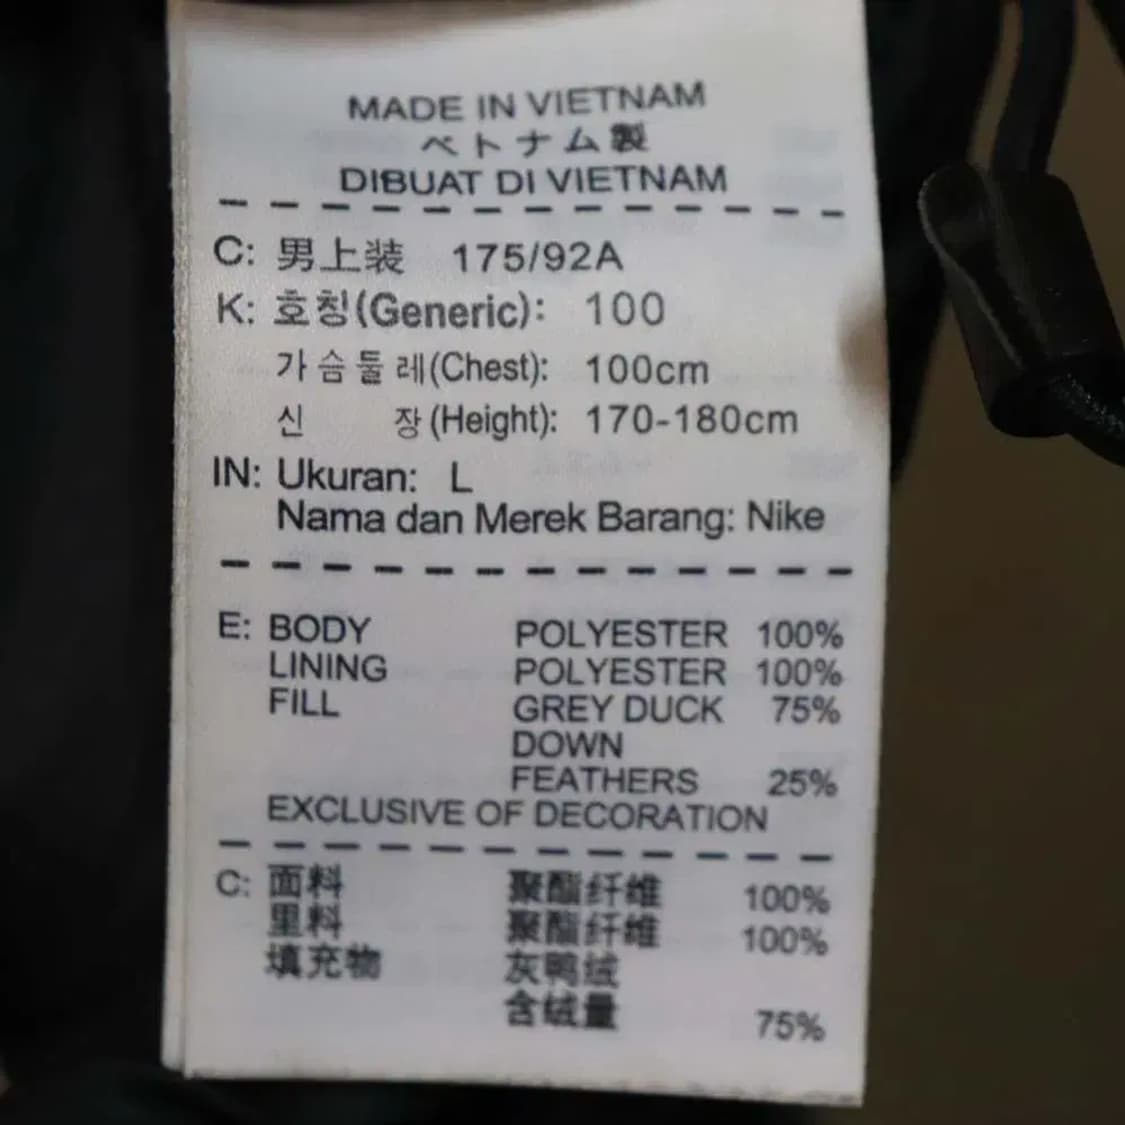 MADE IN VIETNAM
ベトナム製
DIBUAT DI VIETNAM
C: 男上装 175/92A
K: 호칭(Generic): 100
가슴둘레(Chest): 100cm
신 장(Height): 170-180cm
IN: Ukuran: L
Nama dan Merek Barang: Nike
E: BODY POLYESTER 100%
LINING POLYESTER 100%
FILL GREY DUCK 75%
DOWN
FEATHERS 25%
EXCLUSIVE OF DECORATION
C: 面料 聚酯纤维 100%
里料 聚酯纤维 100%
填充物 灰鸭绒
含绒量 75%